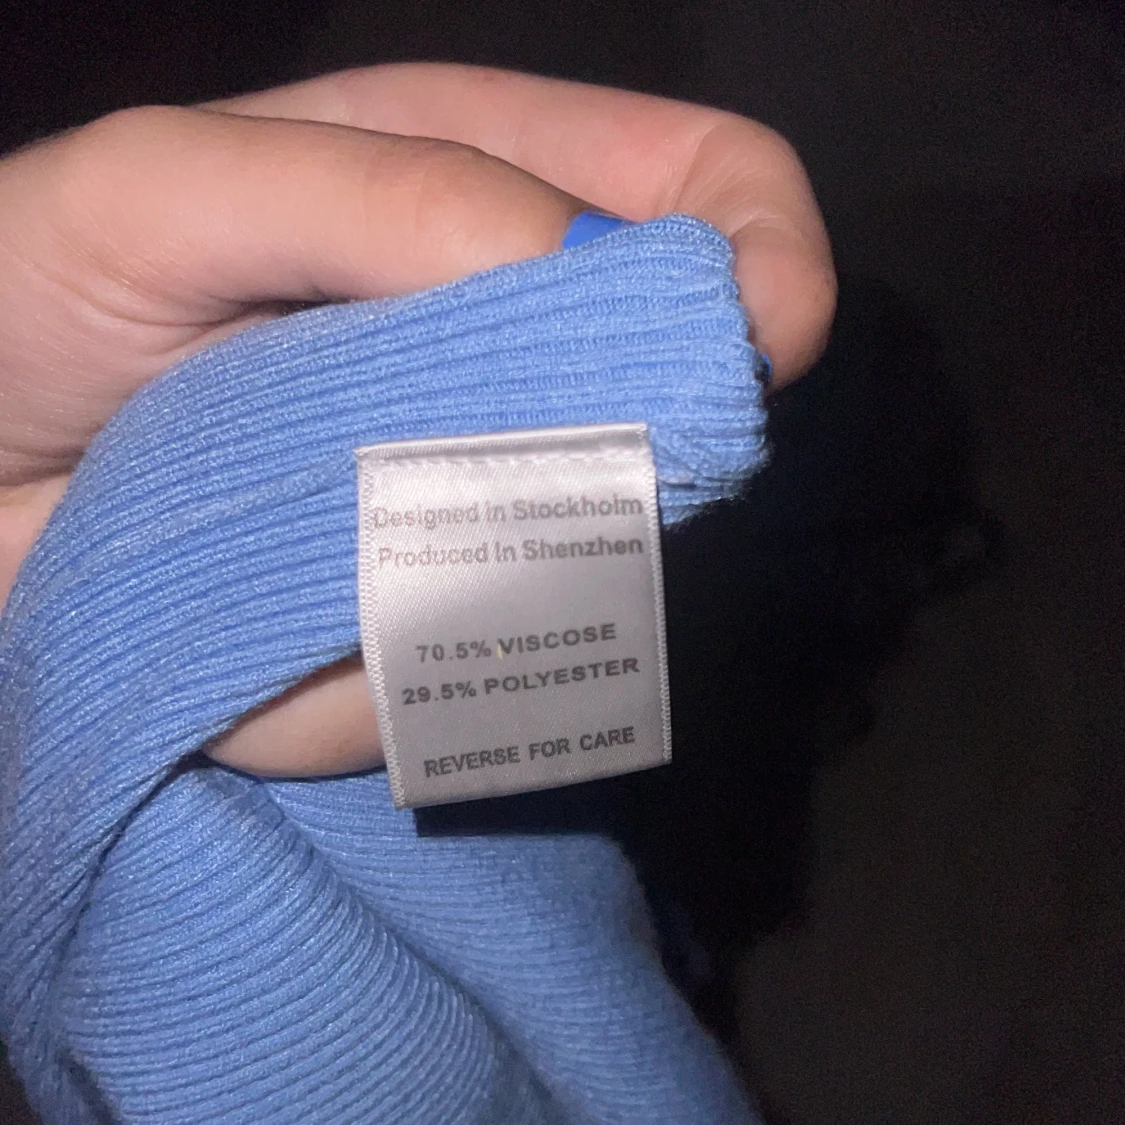 Designed in Stockholm
Produced In Shenzhen
70.5% VISCOSE
29.5% POLYESTER
REVERSE FOR CARE